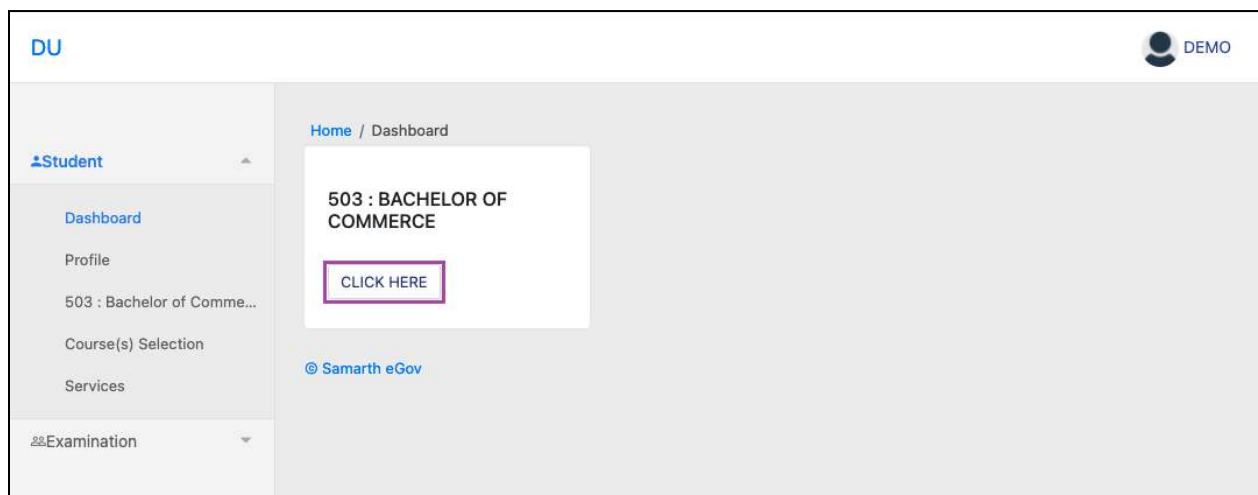 DU
DEMO
Student
Dashboard
Profile
503 : Bachelor of Comme...
Course(s) Selection
Services
Examination
Home / Dashboard
503 : BACHELOR OF
COMMERCE
CLICK HERE
© Samarth eGov